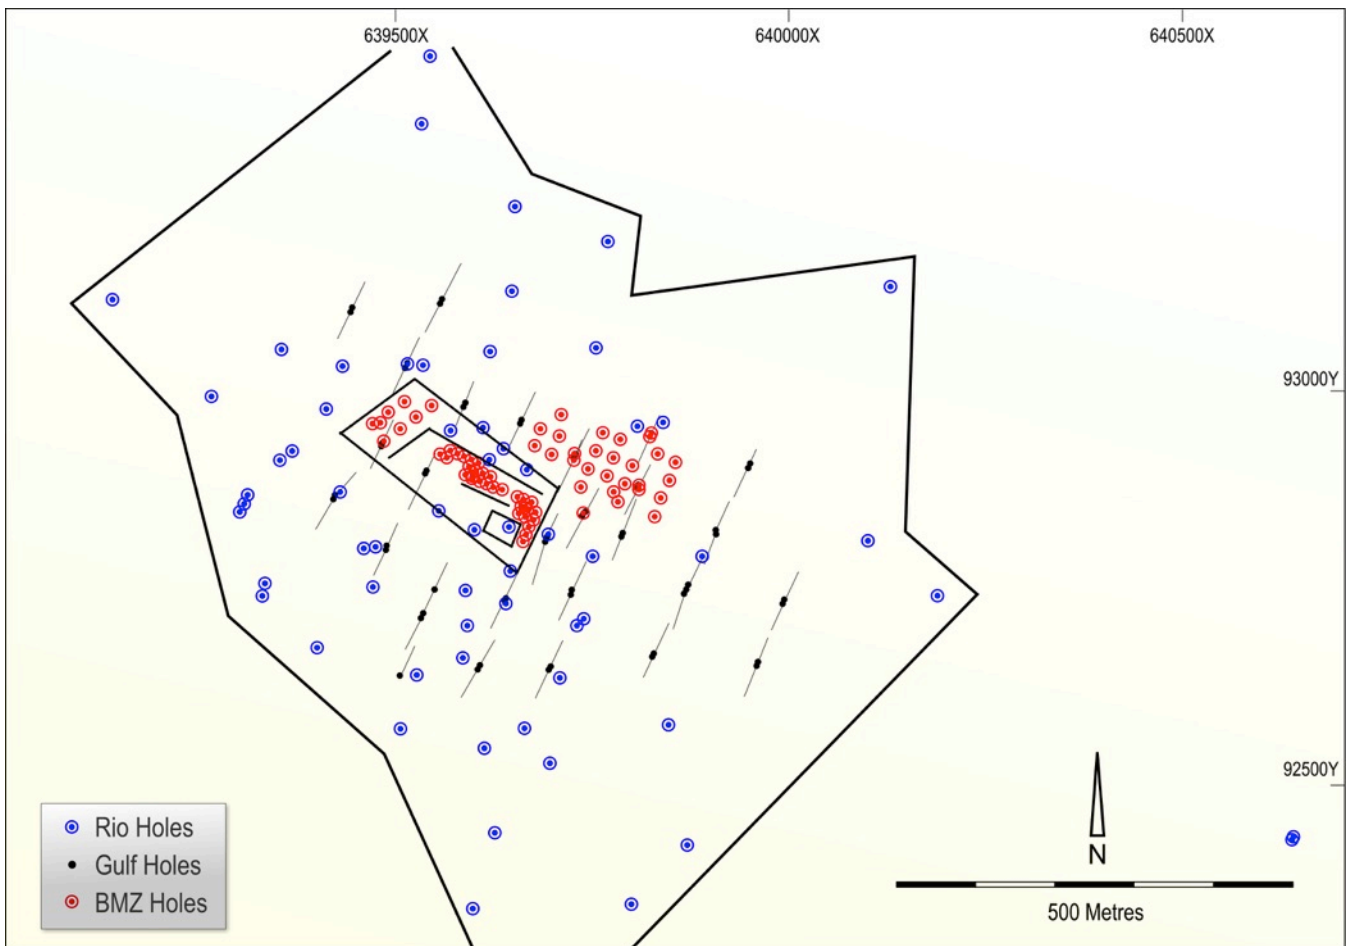 639500X
640000X
640500X
93000Y
92500Y
Rio Holes
Gulf Holes
BMZ Holes
N
500 Metres